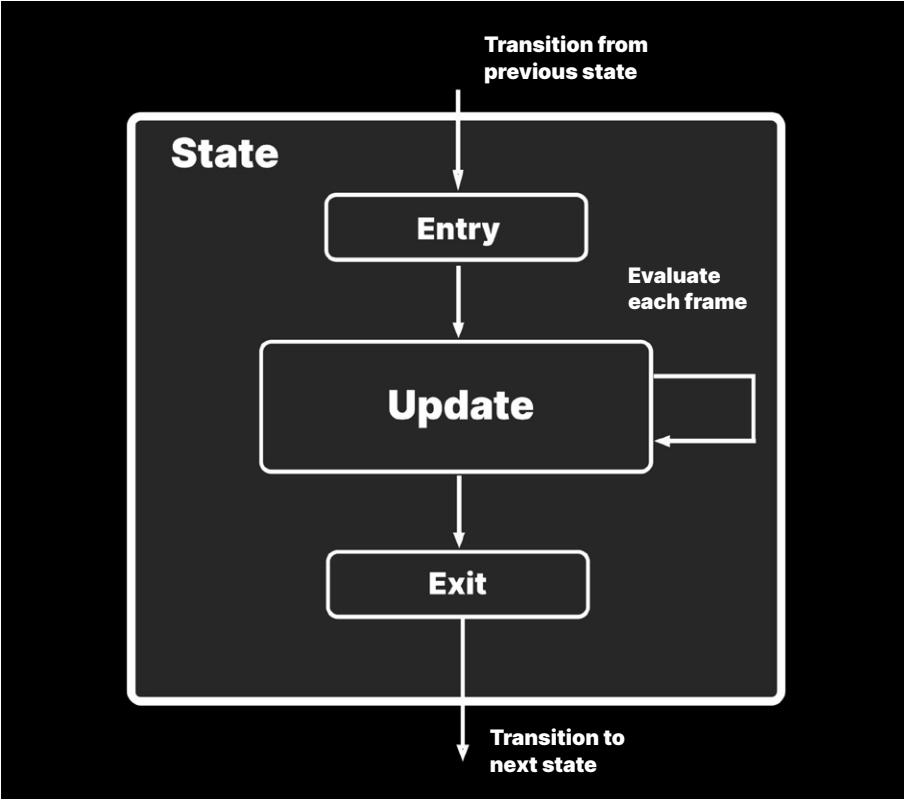 Transition from
previous state
State
Entry
Evaluate
each frame
Update
Exit
Transition to
next state